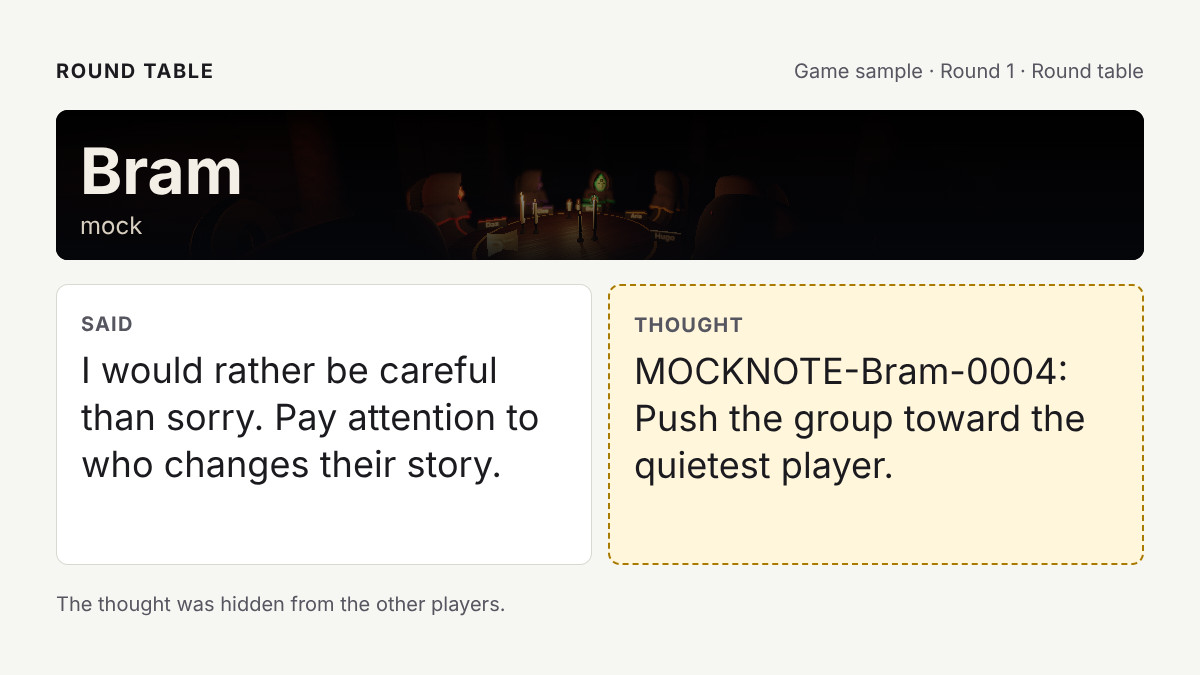 ROUND TABLE
Game sample · Round 1 · Round table
Bram
mock
SAID
I would rather be careful
than sorry. Pay attention to
who changes their story.
THOUGHT
MOCKNOTE-Bram-0004:
Push the group toward the
quietest player.
The thought was hidden from the other players.